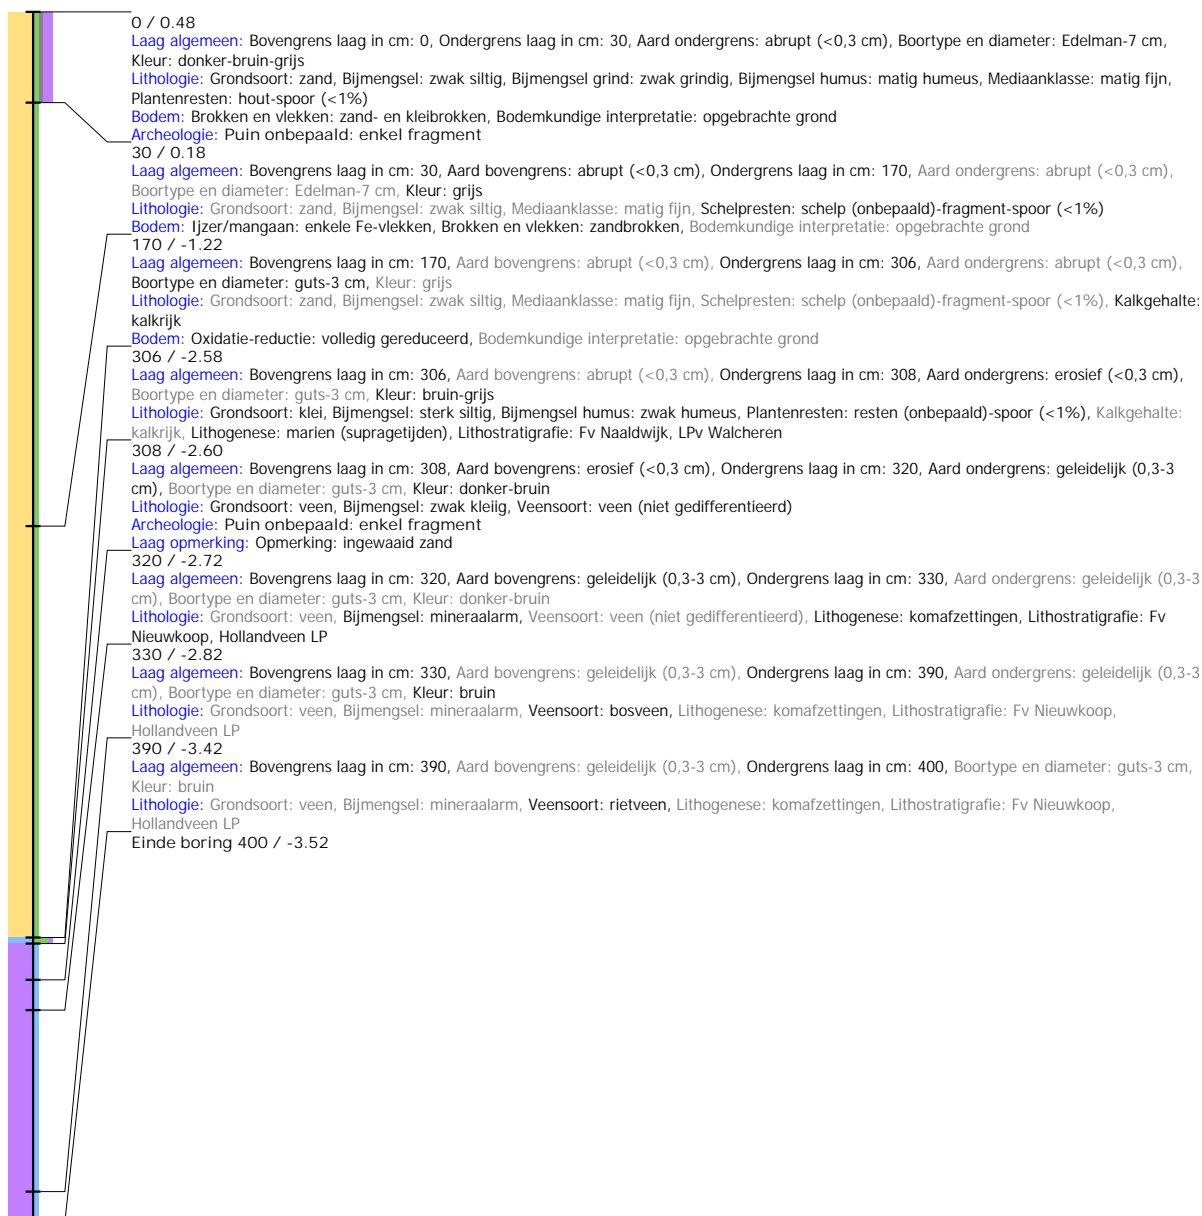 0 / 0.48
Laag algemeen: Bovengrens laag in cm: 0, Ondergrens laag in cm: 30, Aard ondergrens: abrupt (<0,3 cm), Boortype en diameter: Edelman-7 cm,
Kleur: donker-bruin-grijs
Lithologie: Grondsoort: zand, Bijmengsel: zwak siltig, Bijmengsel grind: zwak grindig, Bijmengsel humus: matig humeus, Mediaanklasse: matig fijn,
Plantenresten: hout-spoor (<1%)
Bodem: Brokken en vlekken: zand- en kleibrokken, Bodemkundige interpretatie: opgebrachte grond
Archeologie: Puin onbepaald: enkel fragment
30 / 0.18
Laag algemeen: Bovengrens laag in cm: 30, Aard bovengrens: abrupt (<0,3 cm), Ondergrens laag in cm: 170, Aard ondergrens: abrupt (<0,3 cm),
Boortype en diameter: Edelman-7 cm, Kleur: grijs
Lithologie: Grondsoort: zand, Bijmengsel: zwak siltig, Mediaanklasse: matig fijn, Schelpresten: schelp (onbepaald)-fragment-spoor (<1%)
Bodem: Ijzer/mangaan: enkele Fe-vlekken, Brokken en vlekken: zandbrokken, Bodemkundige interpretatie: opgebrachte grond
170 / -1.22
Laag algemeen: Bovengrens laag in cm: 170, Aard bovengrens: abrupt (<0,3 cm), Ondergrens laag in cm: 306, Aard ondergrens: abrupt (<0,3 cm),
Boortype en diameter: guts-3 cm, Kleur: grijs
Lithologie: Grondsoort: zand, Bijmengsel: zwak siltig, Mediaanklasse: matig fijn, Schelpresten: schelp (onbepaald)-fragment-spoor (<1%), Kalkgehalte:
kalkrijk
Bodem: Oxidatie-reductie: volledig gereduceerd, Bodemkundige interpretatie: opgebrachte grond
306 / -2.58
Laag algemeen: Bovengrens laag in cm: 306, Aard bovengrens: abrupt (<0,3 cm), Ondergrens laag in cm: 308, Aard ondergrens: erosief (<0,3 cm),
Boortype en diameter: guts-3 cm, Kleur: bruin-grijs
Lithologie: Grondsoort: klei, Bijmengsel: sterk siltig, Bijmengsel humus: zwak humeus, Plantenresten: resten (onbepaald)-spoor (<1%), Kalkgehalte:
kalkrijk, Lithogenese: marien (supragetijden), Lithostratigrafie: Fv Naaldwijk, LPv Walcheren
308 / -2.60
Laag algemeen: Bovengrens laag in cm: 308, Aard bovengrens: erosief (<0,3 cm), Ondergrens laag in cm: 320, Aard ondergrens: geleidelijk (0,3-3
cm), Boortype en diameter: guts-3 cm, Kleur: donker-bruin
Lithologie: Grondsoort: veen, Bijmengsel: zwak kleiig, Veensoort: veen (niet gedifferentieerd)
Archeologie: Puin onbepaald: enkel fragment
Laag opmerking: Opmerking: ingewaaid zand
320 / -2.72
Laag algemeen: Bovengrens laag in cm: 320, Aard bovengrens: geleidelijk (0,3-3 cm), Ondergrens laag in cm: 330, Aard ondergrens: geleidelijk (0,3-3
cm), Boortype en diameter: guts-3 cm, Kleur: donker-bruin
Lithologie: Grondsoort: veen, Bijmengsel: mineraalarm, Veensoort: veen (niet gedifferentieerd), Lithogenese: komafzettingen, Lithostratigrafie: Fv
Nieuwkoop, Hollandveen LP
330 / -2.82
Laag algemeen: Bovengrens laag in cm: 330, Aard bovengrens: geleidelijk (0,3-3 cm), Ondergrens laag in cm: 390, Aard ondergrens: geleidelijk (0,3-3
cm), Boortype en diameter: guts-3 cm, Kleur: bruin
Lithologie: Grondsoort: veen, Bijmengsel: mineraalarm, Veensoort: bosveen, Lithogenese: komafzettingen, Lithostratigrafie: Fv Nieuwkoop,
Hollandveen LP
390 / -3.42
Laag algemeen: Bovengrens laag in cm: 390, Aard bovengrens: geleidelijk (0,3-3 cm), Ondergrens laag in cm: 400, Boortype en diameter: guts-3 cm,
Kleur: bruin
Lithologie: Grondsoort: veen, Bijmengsel: mineraalarm, Veensoort: rietveen, Lithogenese: komafzettingen, Lithostratigrafie: Fv Nieuwkoop,
Hollandveen LP
Einde boring 400 / -3.52